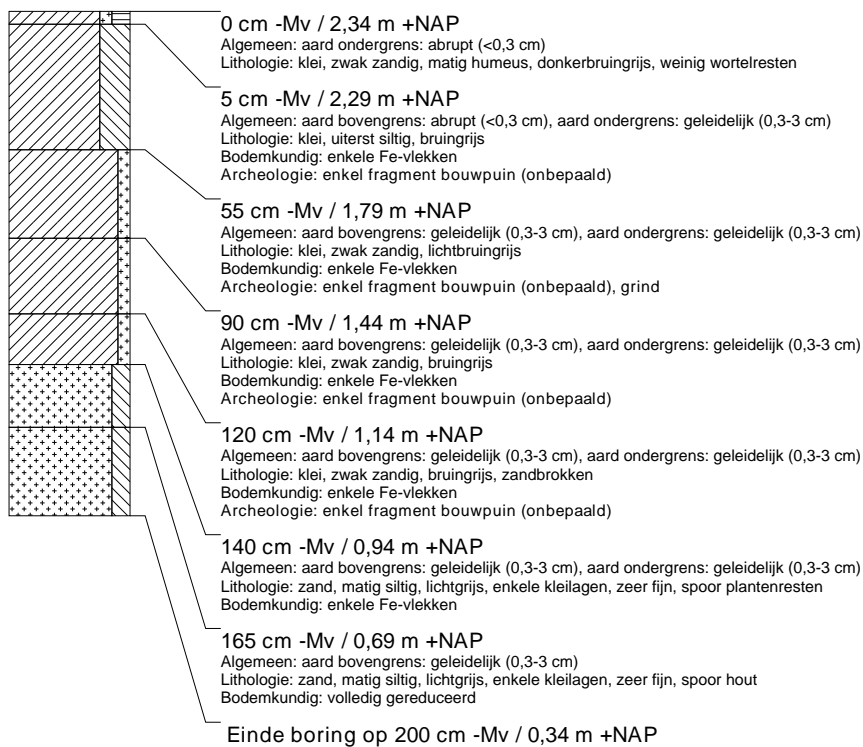 0 cm -Mv / 2,34 m +NAP
Algemeen: aard ondergrens: abrupt (<0,3 cm)
Lithologie: klei, zwak zandig, matig humeus, donkerbruingrijs, weinig wortelresten
5 cm -Mv / 2,29 m +NAP
Algemeen: aard bovengrens: abrupt (<0,3 cm), aard ondergrens: geleidelijk (0,3-3 cm)
Lithologie: klei, uiterst siltig, bruingrijs
Bodemkundig: enkele Fe-vlekken
Archeologie: enkel fragment bouwpuin (onbepaald)
55 cm -Mv / 1,79 m +NAP
Algemeen: aard bovengrens: geleidelijk (0,3-3 cm), aard ondergrens: geleidelijk (0,3-3 cm)
Lithologie: klei, zwak zandig, lichtbruingrijs
Bodemkundig: enkele Fe-vlekken
Archeologie: enkel fragment bouwpuin (onbepaald), grind
90 cm -Mv / 1,44 m +NAP
Algemeen: aard bovengrens: geleidelijk (0,3-3 cm), aard ondergrens: geleidelijk (0,3-3 cm)
Lithologie: klei, zwak zandig, bruingrijs
Bodemkundig: enkele Fe-vlekken
Archeologie: enkel fragment bouwpuin (onbepaald)
120 cm -Mv / 1,14 m +NAP
Algemeen: aard bovengrens: geleidelijk (0,3-3 cm), aard ondergrens: geleidelijk (0,3-3 cm)
Lithologie: klei, zwak zandig, bruingrijs, zandbrokken
Bodemkundig: enkele Fe-vlekken
Archeologie: enkel fragment bouwpuin (onbepaald)
140 cm -Mv / 0,94 m +NAP
Algemeen: aard bovengrens: geleidelijk (0,3-3 cm), aard ondergrens: geleidelijk (0,3-3 cm)
Lithologie: zand, matig siltig, lichtgrijs, enkele kleilagen, zeer fijn, spoor plantenresten
Bodemkundig: enkele Fe-vlekken
165 cm -Mv / 0,69 m +NAP
Algemeen: aard bovengrens: geleidelijk (0,3-3 cm)
Lithologie: zand, matig siltig, lichtgrijs, enkele kleilagen, zeer fijn, spoor hout
Bodemkundig: volledig gereduceerd
Einde boring op 200 cm -Mv / 0,34 m +NAP